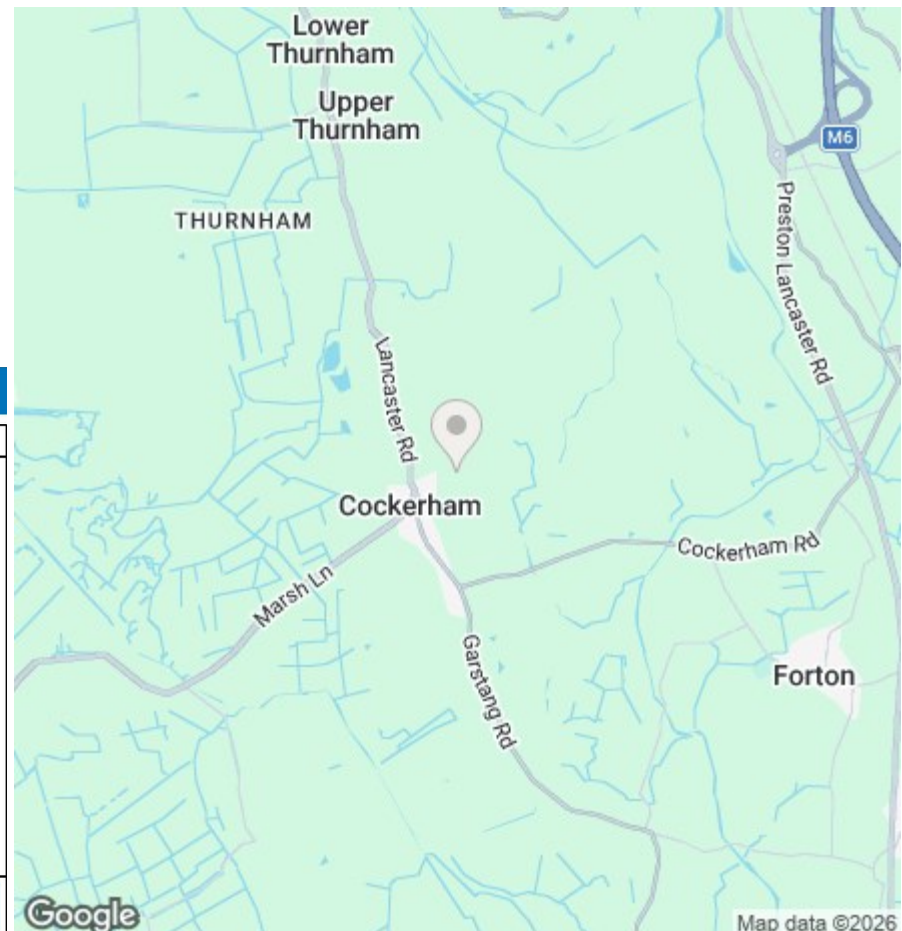 Lower
Thurnham
Upper
Thurnham
M6
THURNHAM
Preston Lancaster Rd
Lancaster Rd
Cockerham
Cockerham Rd
Marsh Ln
Garstang Rd
Forton
Google
Map data ©2026